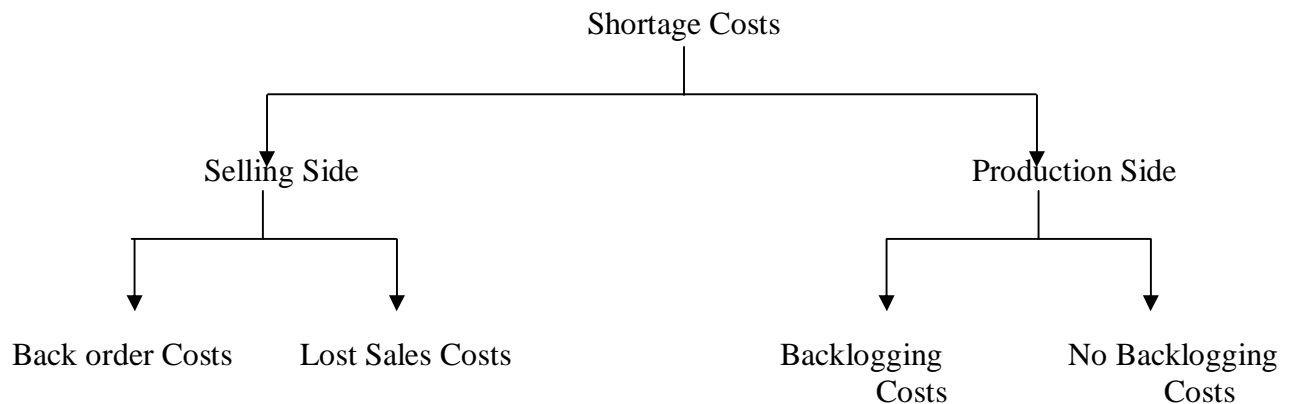 Shortage Costs
Selling Side
Production Side
Back order Costs
Lost Sales Costs
Backlogging
Costs
No Backlogging
Costs